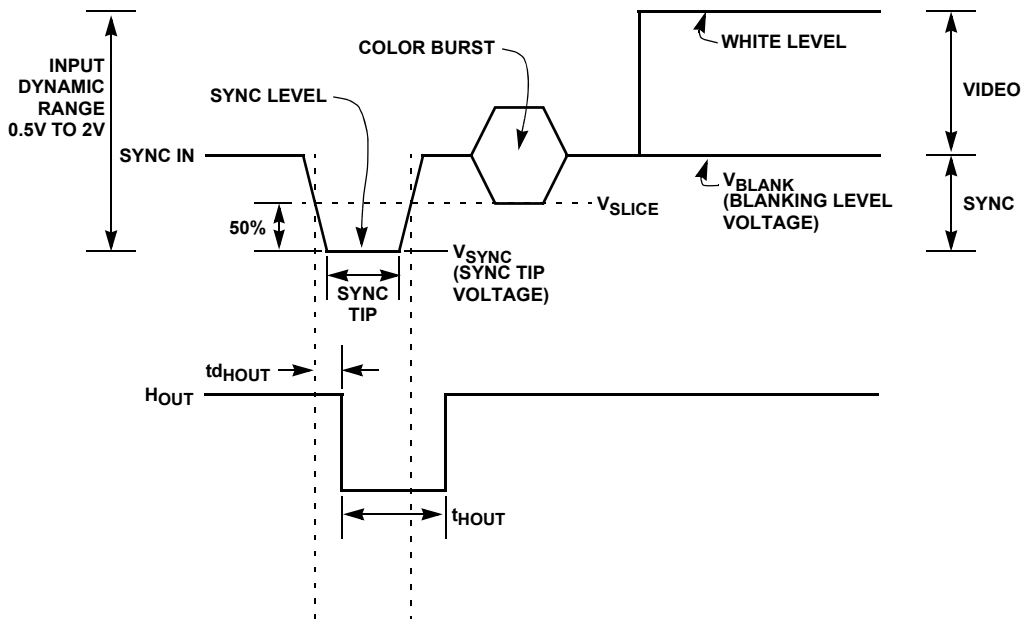 INPUT
DYNAMIC
RANGE
0.5V TO 2V
COLOR BURST
WHITE LEVEL
VIDEO
SYNC LEVEL
SYNC IN
VBLANK
(BLANKING LEVEL
VOLTAGE)
SYNC
VSLICE
50%
VSYNC
(SYNC TIP
VOLTAGE)
SYNC
TIP
tdHOUT
HOUT
tHOUT